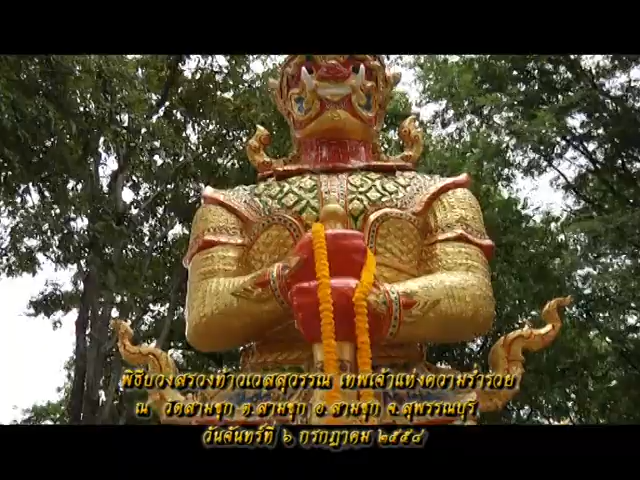 พิธีบวงสรวงท้าวเวสสุวรรณ เทพเจ้าแห่งความร่ำรวย
ณ วัดสามชุก ต.สามชุก อ.สามชุก จ.สุพรรณบุรี
วันจันทร์ที่ ๖ กรกฎาคม ๒๕๕๘